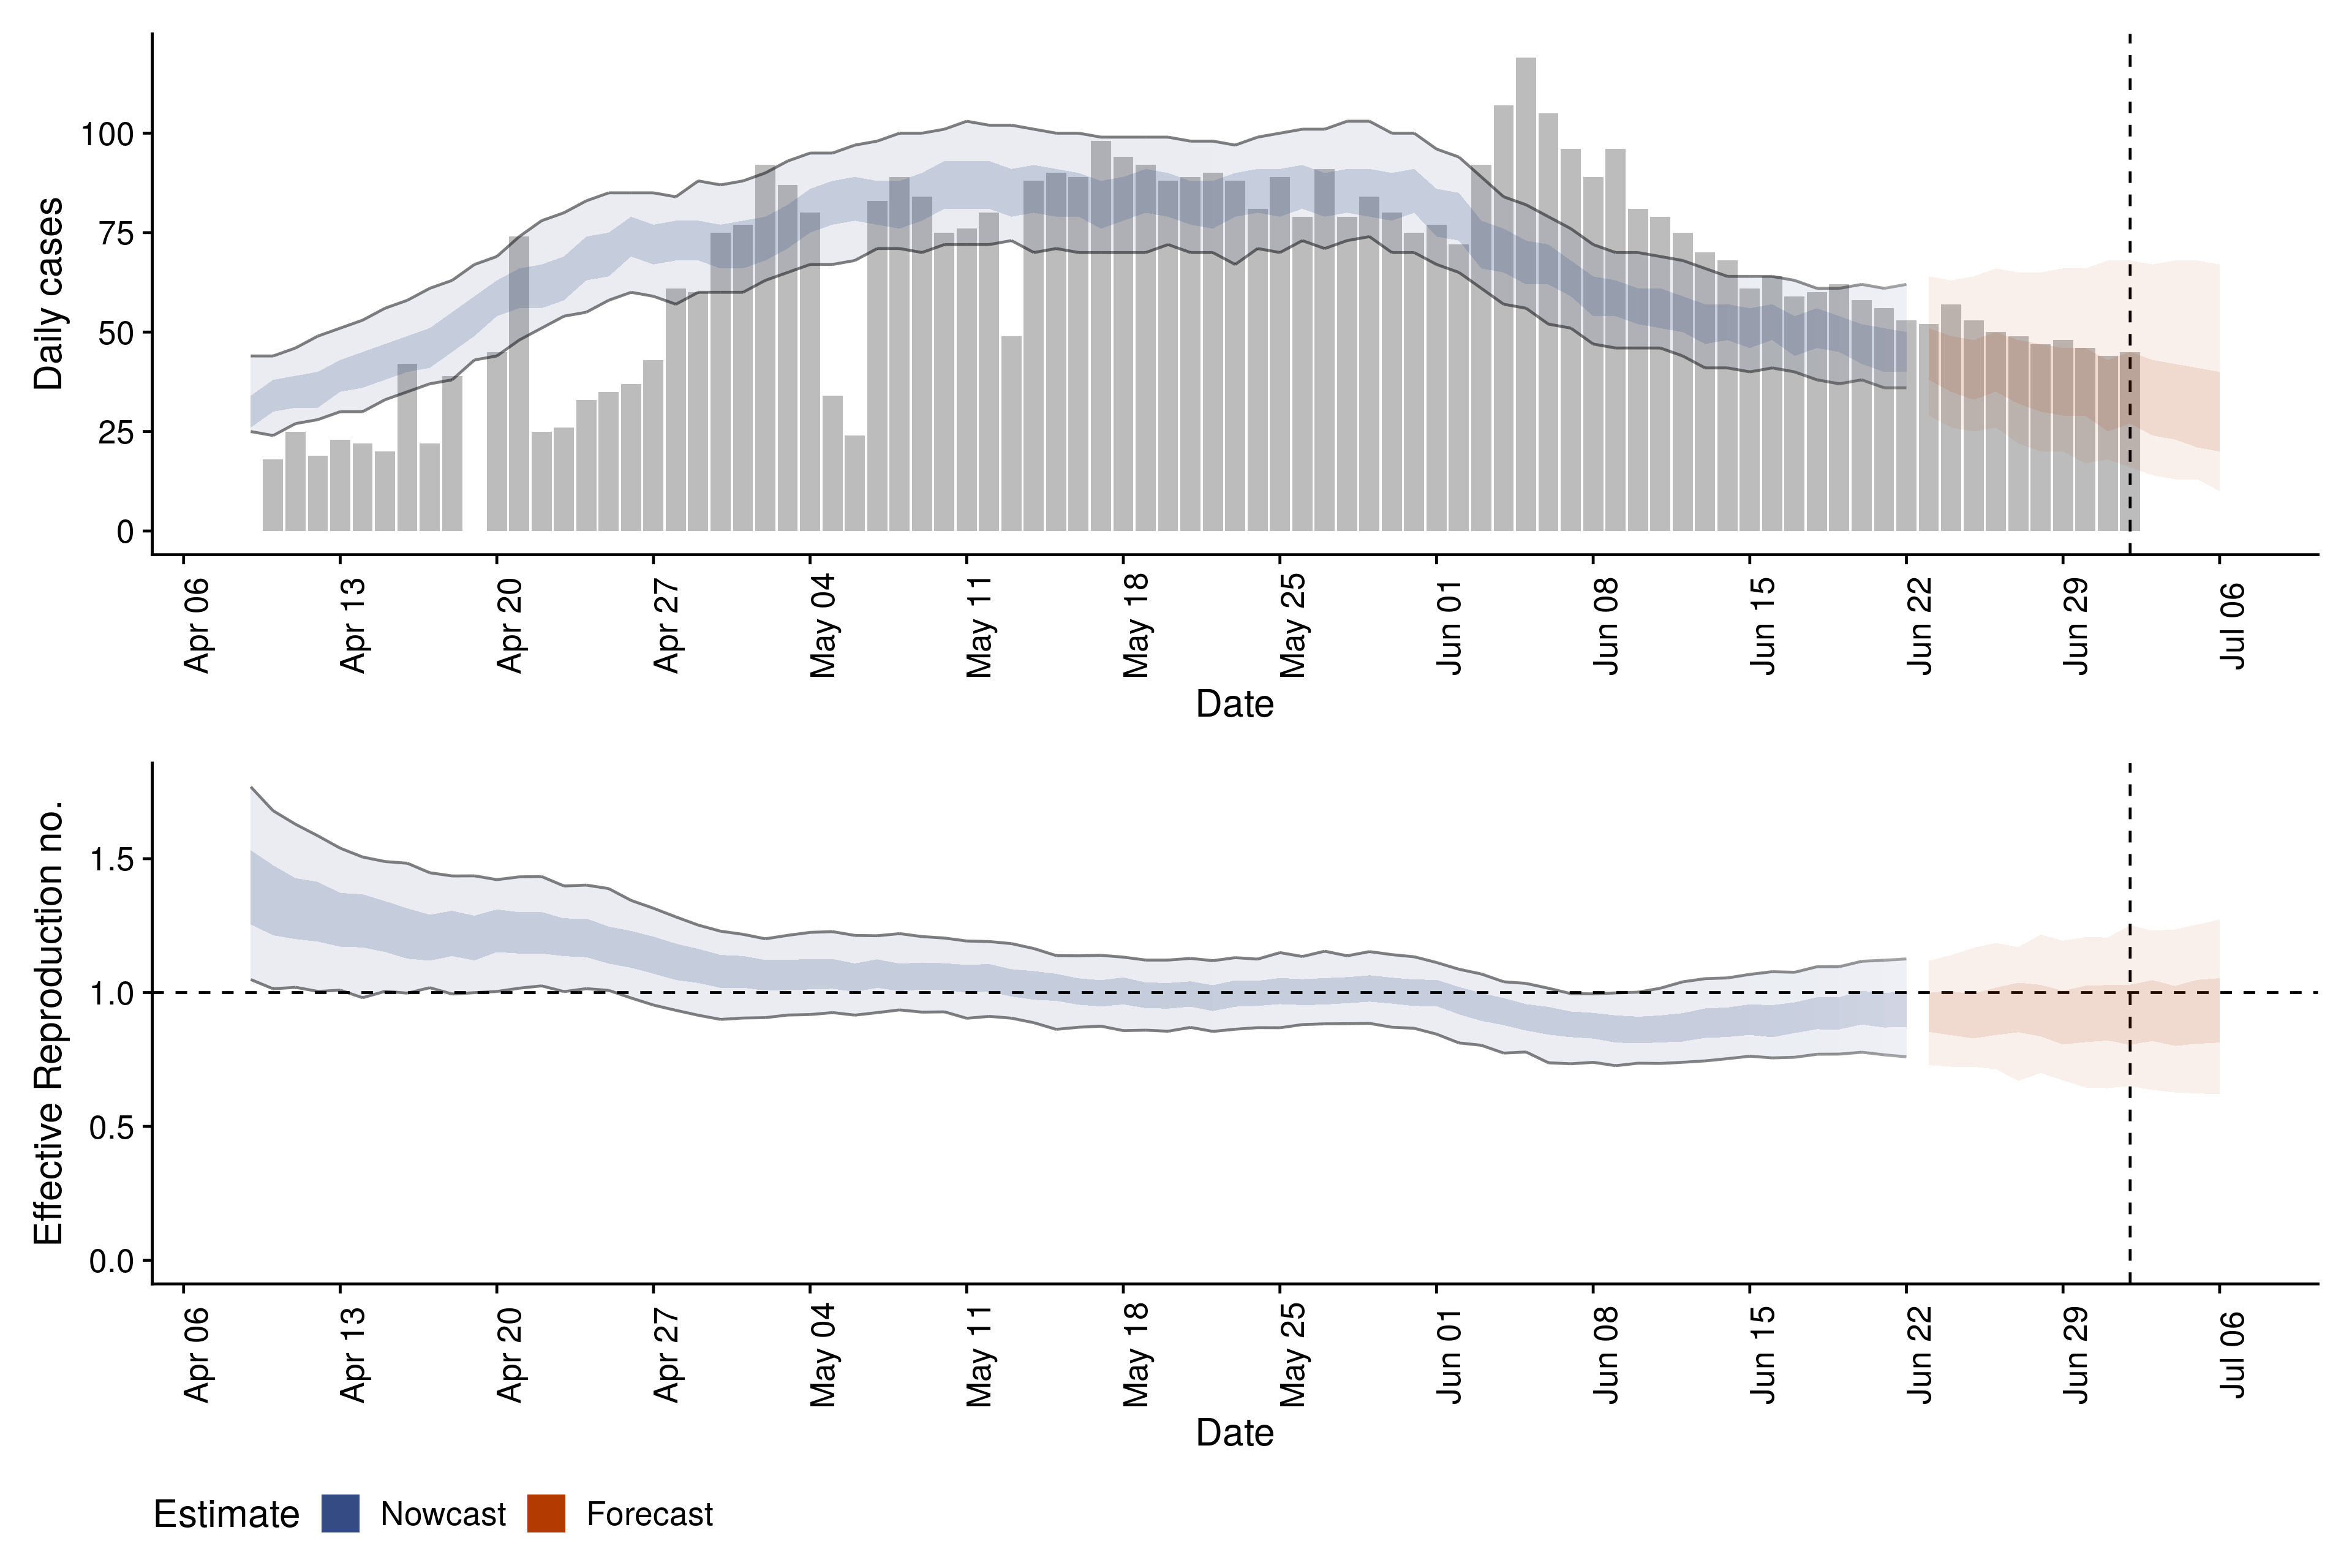 Daily cases
100
75
50
25
0
Apr 06
Apr 13
Apr 20
Apr 27
May 04
May 11
May 18
May 25
Jun 01
Jun 08
Jun 15
Jun 22
Jun 29
Jul 06
Date
Effective Reproduction no.
1.5
1.0
0.5
0.0
Apr 06
Apr 13
Apr 20
Apr 27
May 04
May 11
May 18
May 25
Jun 01
Jun 08
Jun 15
Jun 22
Jun 29
Jul 06
Date
Estimate Nowcast Forecast